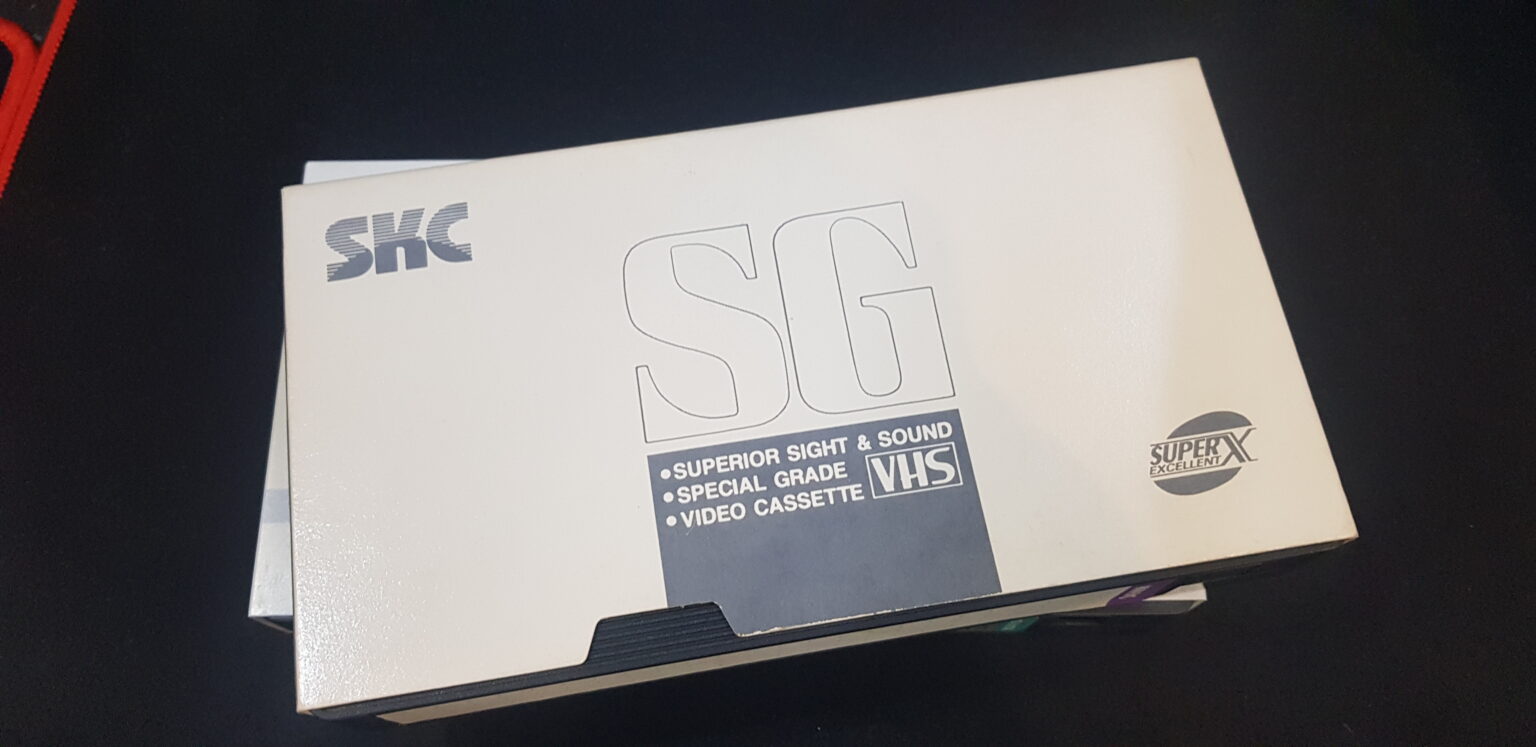 SKC
SG
•SUPERIOR SIGHT & SOUND
•SPECIAL GRADE
•VIDEO CASSETTE
VHS
SUPER X
EXCELLENT